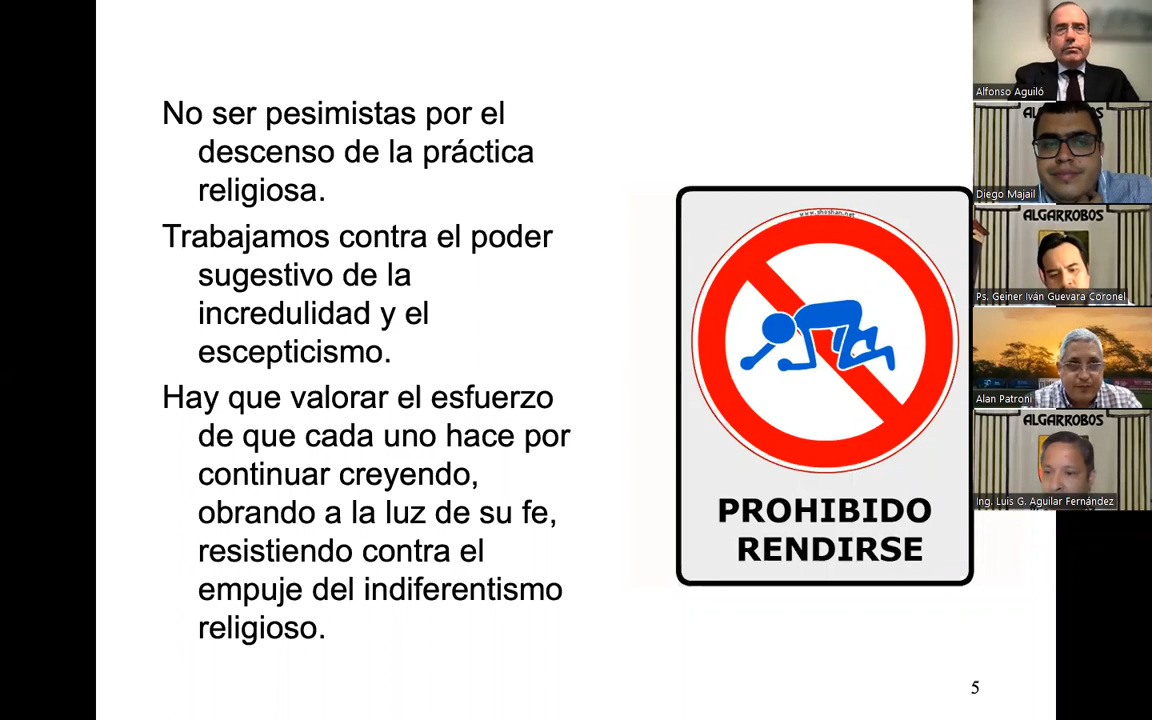 No ser pesimistas por el
descenso de la práctica
religiosa.
Trabajamos contra el poder
sugestivo de la
incredulidad y el
escepticismo.
Hay que valorar el esfuerzo
de que cada uno hace por
continuar creyendo,
obrando a la luz de su fe,
resistiendo contra el
empuje del indiferentismo
religioso.
www.sheshan.net
PROHIBIDO
RENDIRSE
5
Alfonso Aguiló
Diego Majail
ALGARROBOS
Ps. Geiner Iván Guevara Coronel
Alan Patroni
ALGARROBOS
Ing. Luis G. Aguilar Fernández